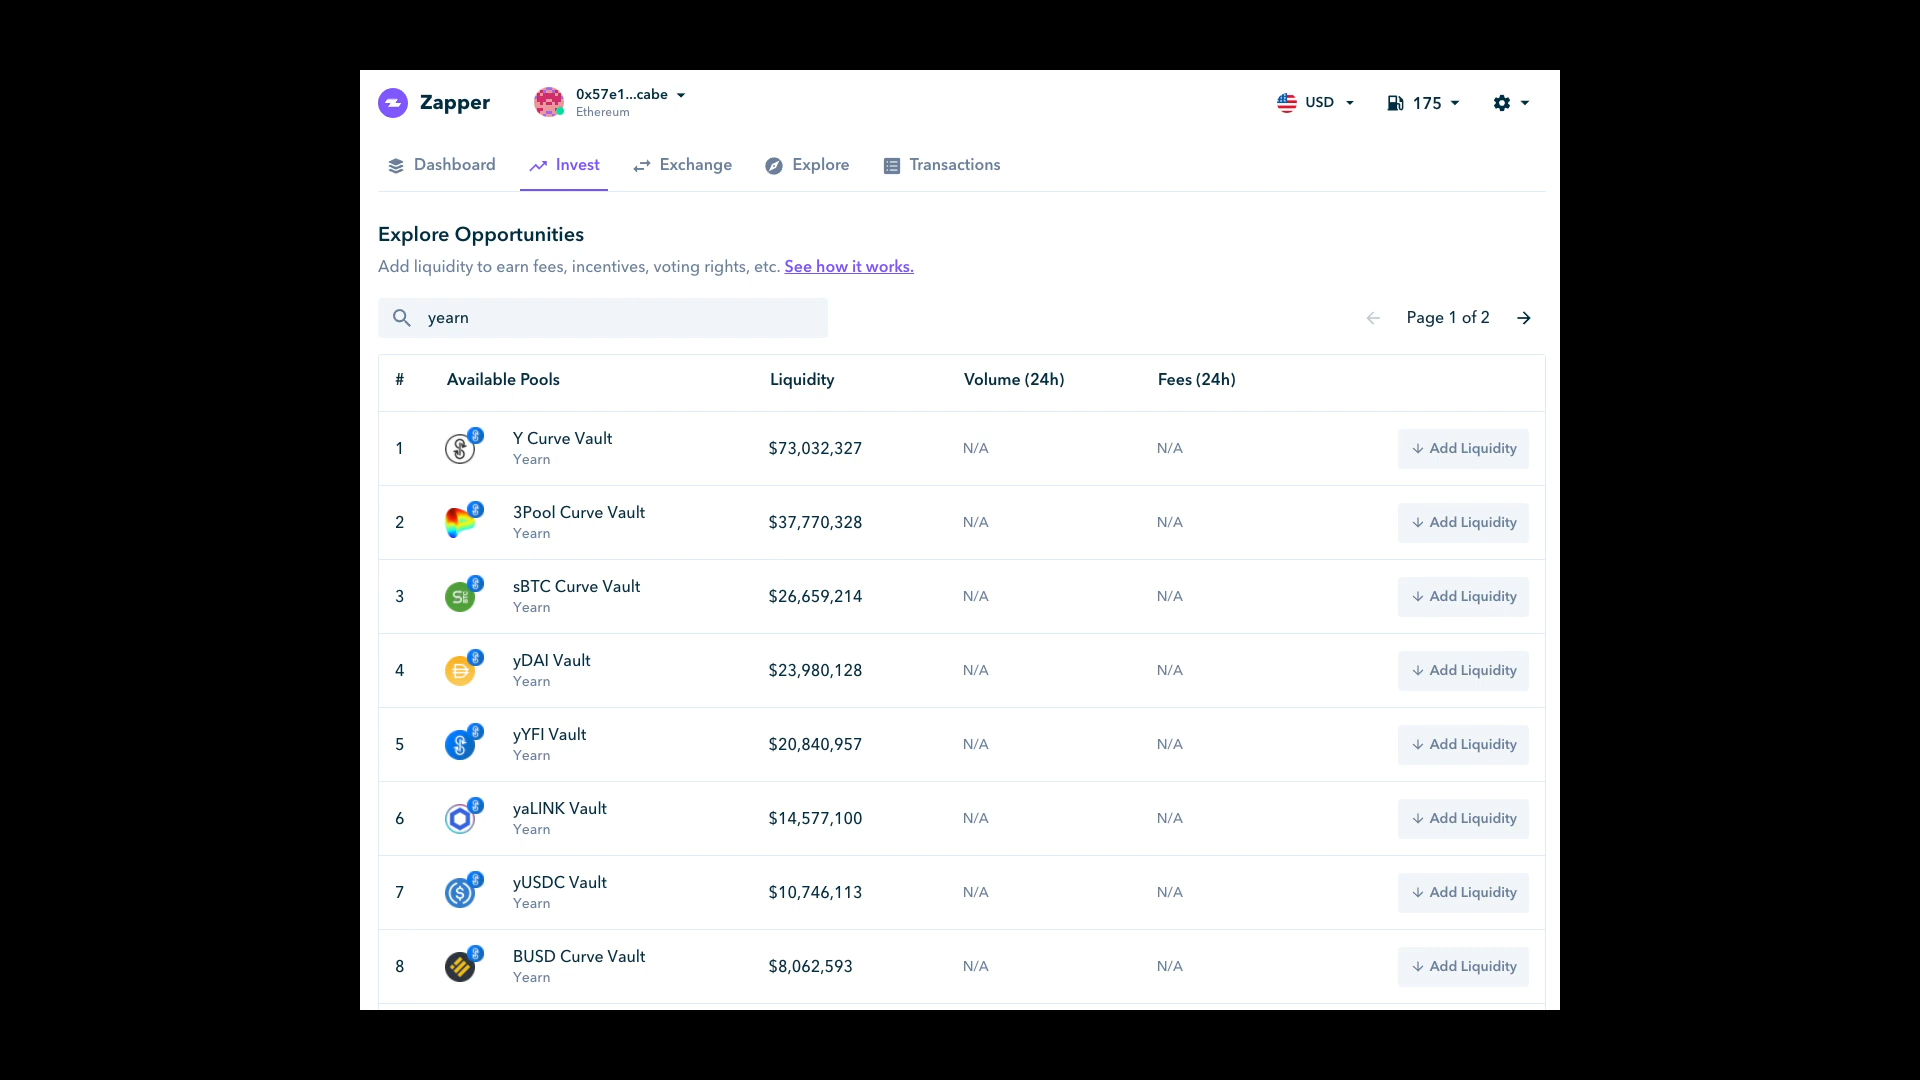 Zapper
0x57e1...cabe
Ethereum
USD
175
Dashboard
Invest
Exchange
Explore
Transactions
Explore Opportunities
Add liquidity to earn fees, incentives, voting rights, etc. See how it works.
yearn
Page 1 of 2
# Available Pools Liquidity Volume (24h) Fees (24h)
1 Y Curve Vault $73,032,327 N/A N/A Add Liquidity
Yearn
2 3Pool Curve Vault $37,770,328 N/A N/A Add Liquidity
Yearn
3 sBTC Curve Vault $26,659,214 N/A N/A Add Liquidity
Yearn
4 yDAI Vault $23,980,128 N/A N/A Add Liquidity
Yearn
5 yYFI Vault $20,840,957 N/A N/A Add Liquidity
Yearn
6 yaLINK Vault $14,577,100 N/A N/A Add Liquidity
Yearn
7 yUSDC Vault $10,746,113 N/A N/A Add Liquidity
Yearn
8 BUSD Curve Vault $8,062,593 N/A N/A Add Liquidity
Yearn